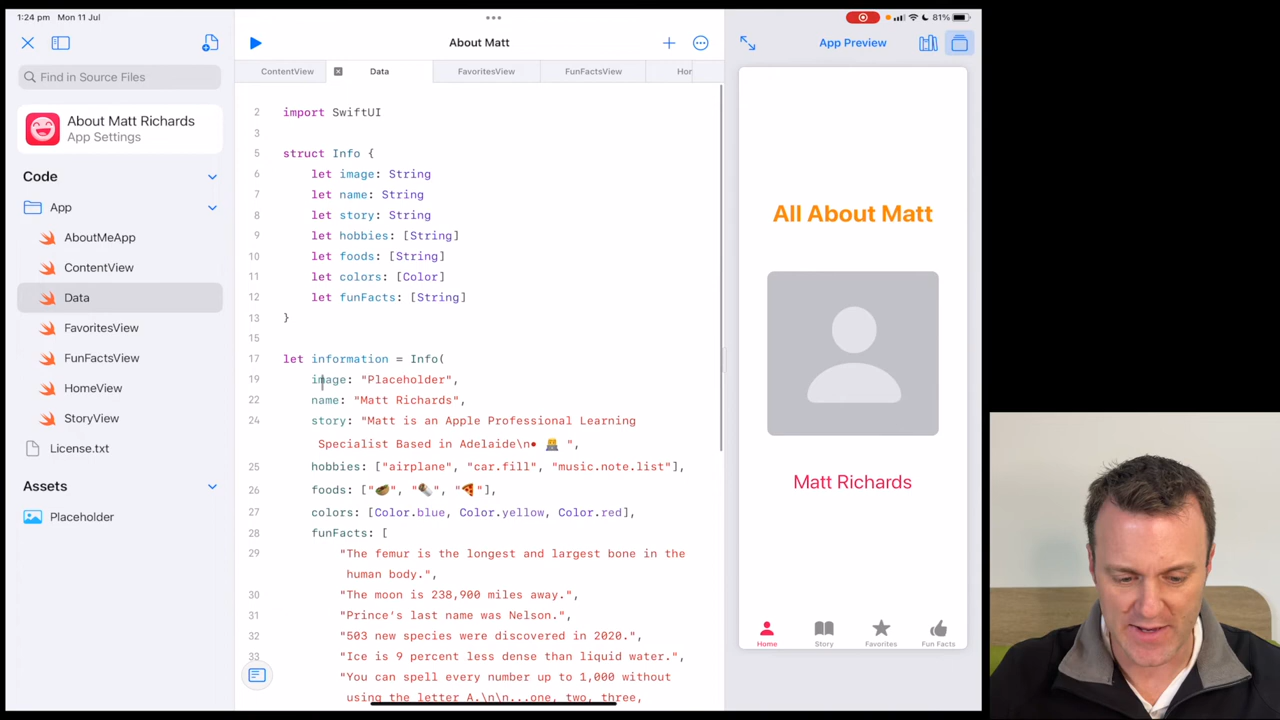 1:24 pm Mon 11 Jul
81%
About Matt
App Preview
Find in Source Files
ContentView
Data
FavoritesView
FunFactsView
Hor
About Matt Richards
App Settings
Code
App
AboutMeApp
ContentView
Data
FavoritesView
FunFactsView
HomeView
StoryView
License.txt
Assets
Placeholder
2 import SwiftUI
3
5 struct Info {
6 let image: String
7 let name: String
8 let story: String
9 let hobbies: [String]
10 let foods: [String]
11 let colors: [Color]
12 let funFacts: [String]
13 }
15
17 let information = Info(
19 image: "Placeholder",
22 name: "Matt Richards",
24 story: "Matt is an Apple Professional Learning
Specialist Based in Adelaide\n• 👨‍💻 ",
25 hobbies: ["airplane", "car.fill", "music.note.list"],
26 foods: ["🌮", "🌯", "🍕"],
27 colors: [Color.blue, Color.yellow, Color.red],
28 funFacts: [
29 "The femur is the longest and largest bone in the
human body.",
30 "The moon is 238,900 miles away.",
31 "Prince's last name was Nelson.",
32 "503 new species were discovered in 2020.",
33 "Ice is 9 percent less dense than liquid water.",
"You can spell every number up to 1,000 without
using the letter A.\n\n...one, two, three,
All About Matt
Matt Richards
Home
Story
Favorites
Fun Facts